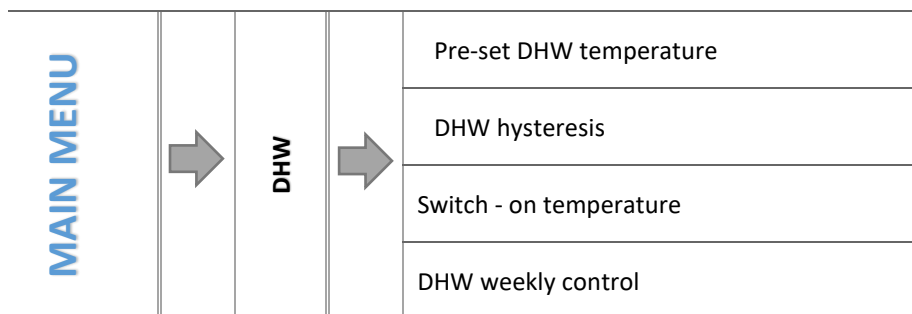 MAIN MENU
DHW
Pre-set DHW temperature
DHW hysteresis
Switch - on temperature
DHW weekly control